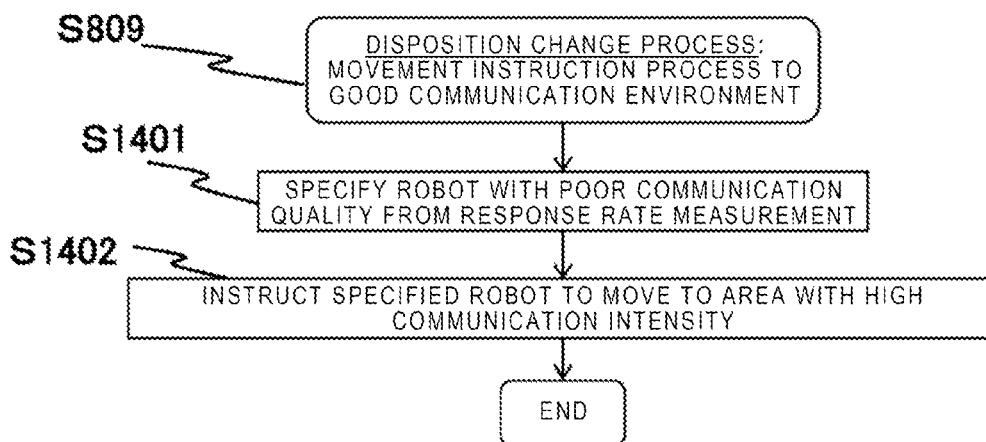 S809
DISPOSITION CHANGE PROCESS:
MOVEMENT INSTRUCTION PROCESS TO
GOOD COMMUNICATION ENVIRONMENT
S1401
SPECIFY ROBOT WITH POOR COMMUNICATION
QUALITY FROM RESPONSE RATE MEASUREMENT
S1402
INSTRUCT SPECIFIED ROBOT TO MOVE TO AREA WITH HIGH
COMMUNICATION INTENSITY
END